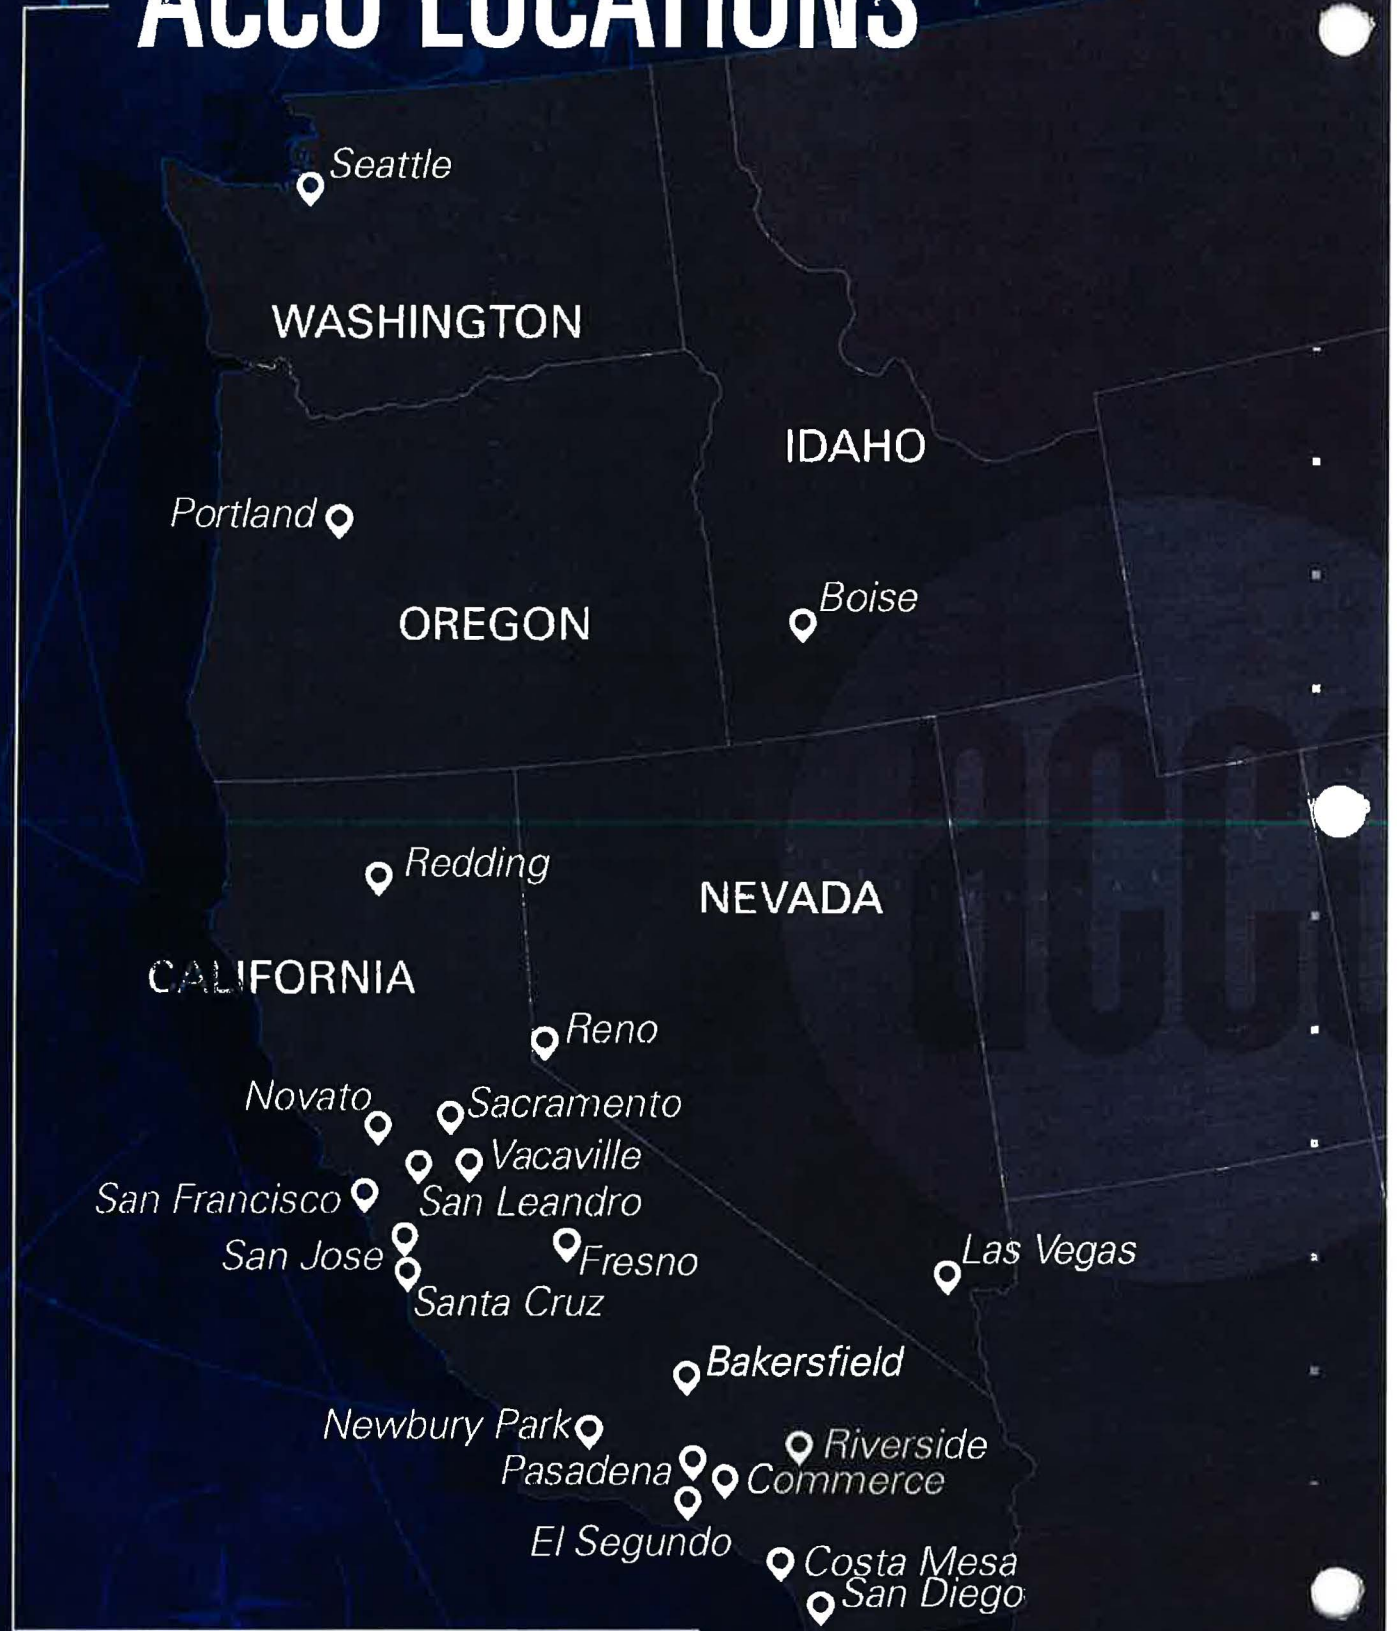 ACCO LOCATIONS
Seattle
WASHINGTON
IDAHO
Portland
Boise
OREGON
acco
Redding
NEVADA
CALIFORNIA
Reno
Novato
Sacramento
Vacaville
San Francisco
San Leandro
San Jose
Fresno
Las Vegas
Santa Cruz
Bakersfield
Newbury Park
Riverside
Pasadena
Commerce
El Segundo
Costa Mesa
San Diego